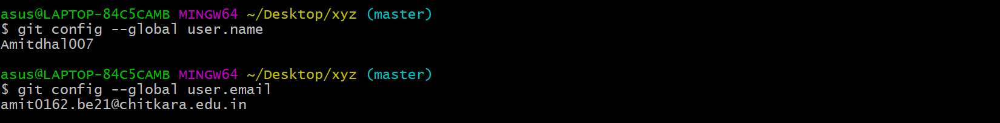 asus@LAPTOP-84C5CAMB MINGW64 ~/Desktop/xyz (master)
$ git config --global user.name
Amitdhal007
asus@LAPTOP-84C5CAMB MINGW64 ~/Desktop/xyz (master)
$ git config --global user.email
amit0162.be21@chitkara.edu.in